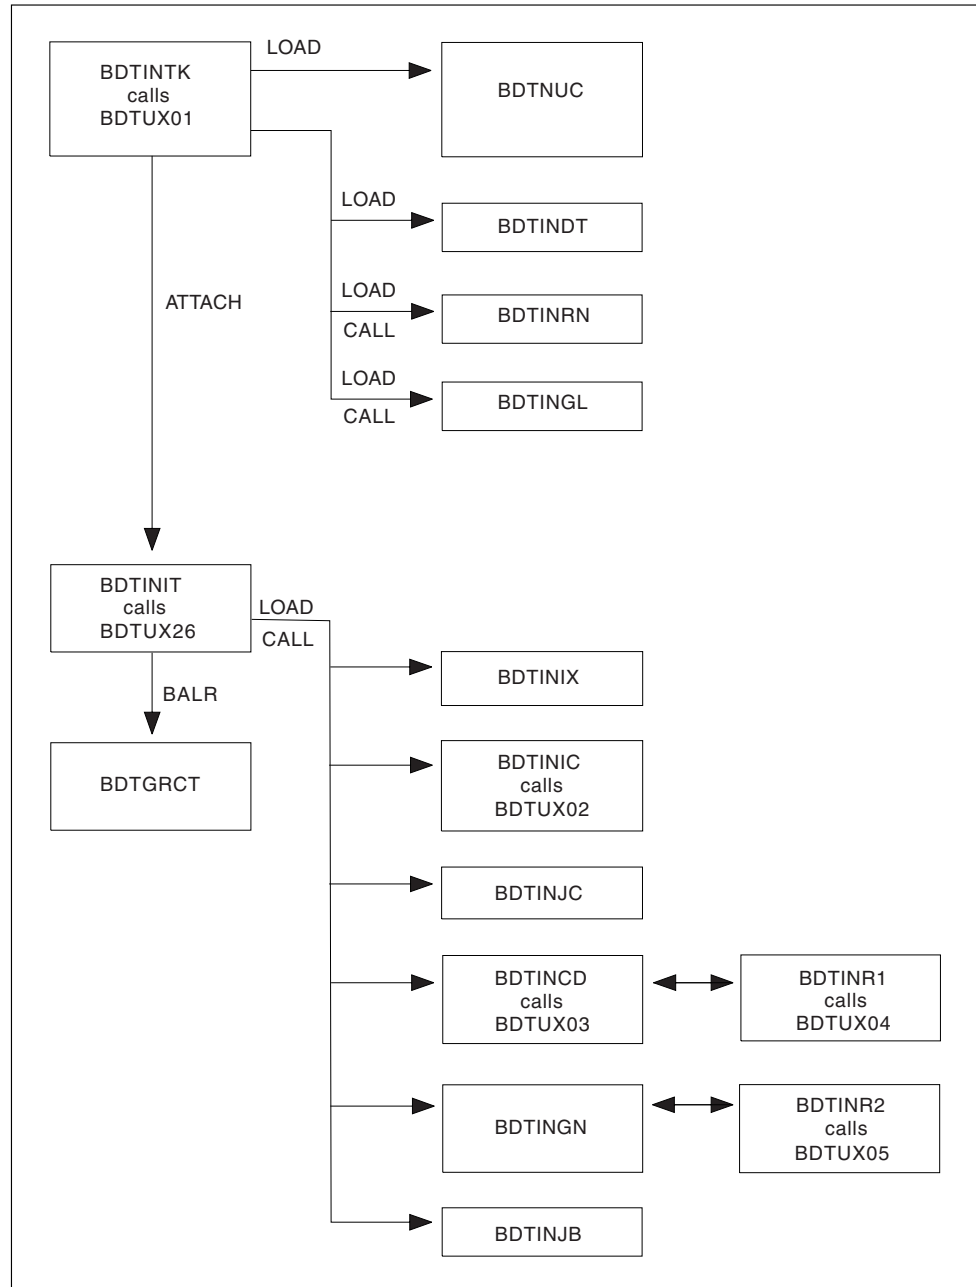 LOAD
BDTINTK
calls
BDTUX01
BDTNUC
LOAD
BDTINDT
ATTACH
LOAD
CALL
BDTINRN
LOAD
CALL
BDTINGL
BDTINIT
calls
BDTUX26
LOAD
CALL
BALR
BDTINIX
BDTGRCT
BDTINIC
calls
BDTUX02
BDTINJC
BDTINCD
calls
BDTUX03
BDTINR1
calls
BDTUX04
BDTINGN
BDTINR2
calls
BDTUX05
BDTINJB